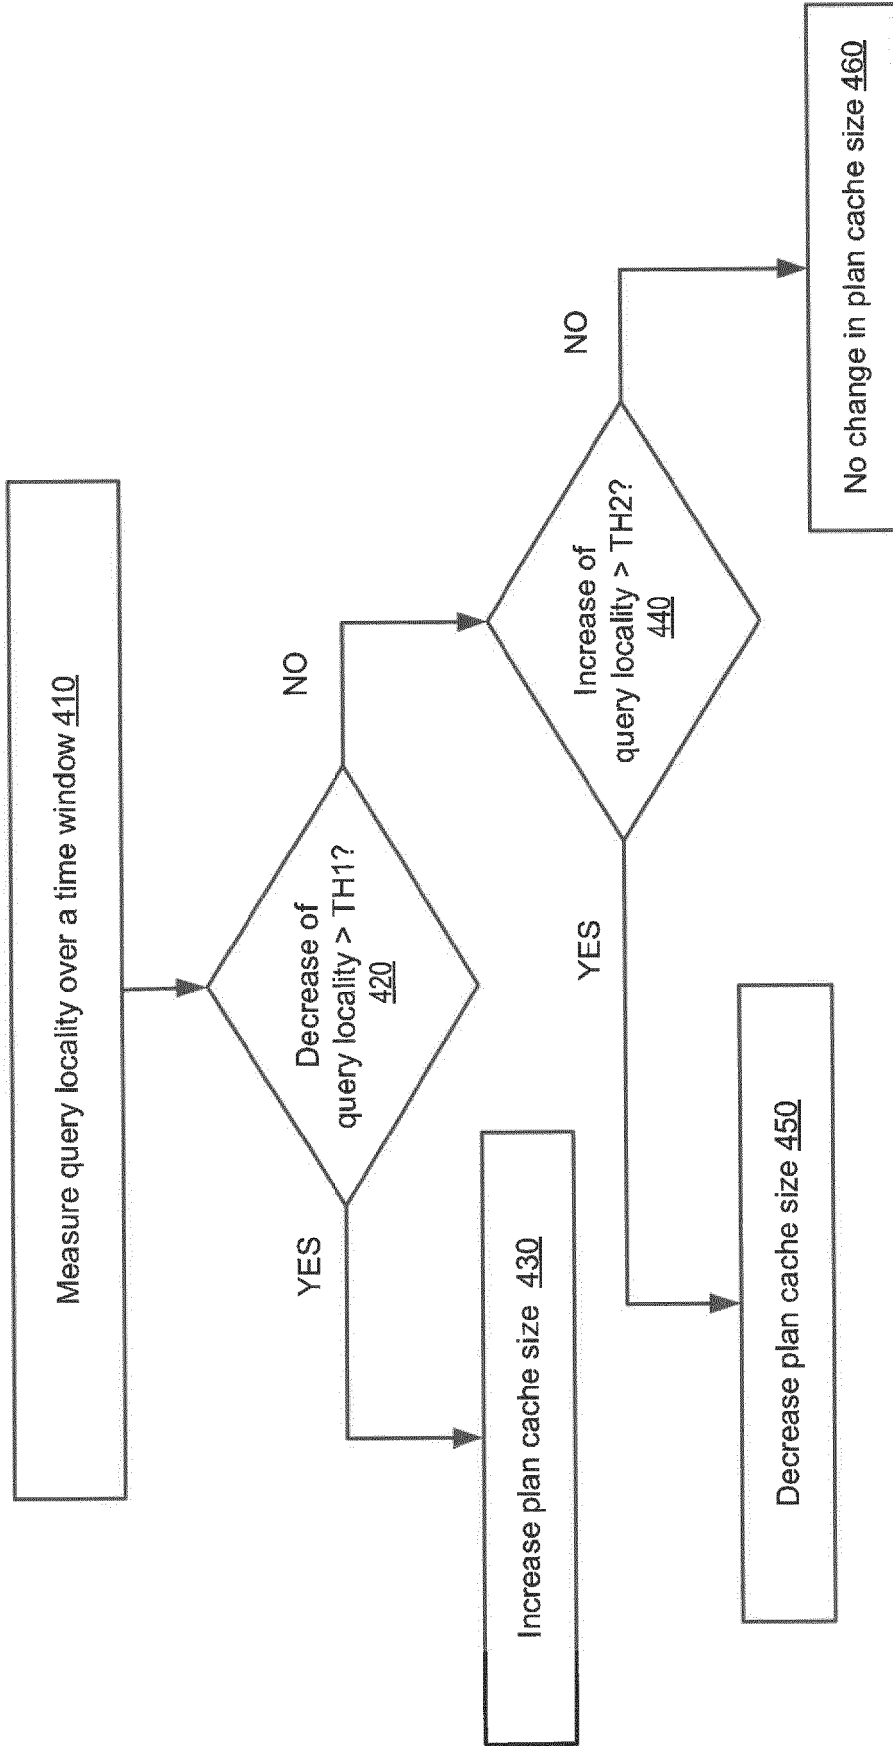 Measure query locality over a time window 410
Decrease of
query locality > TH1?
420
YES
NO
Increase plan cache size 430
Increase of
query locality > TH2?
440
YES
NO
Decrease plan cache size 450
No change in plan cache size 460